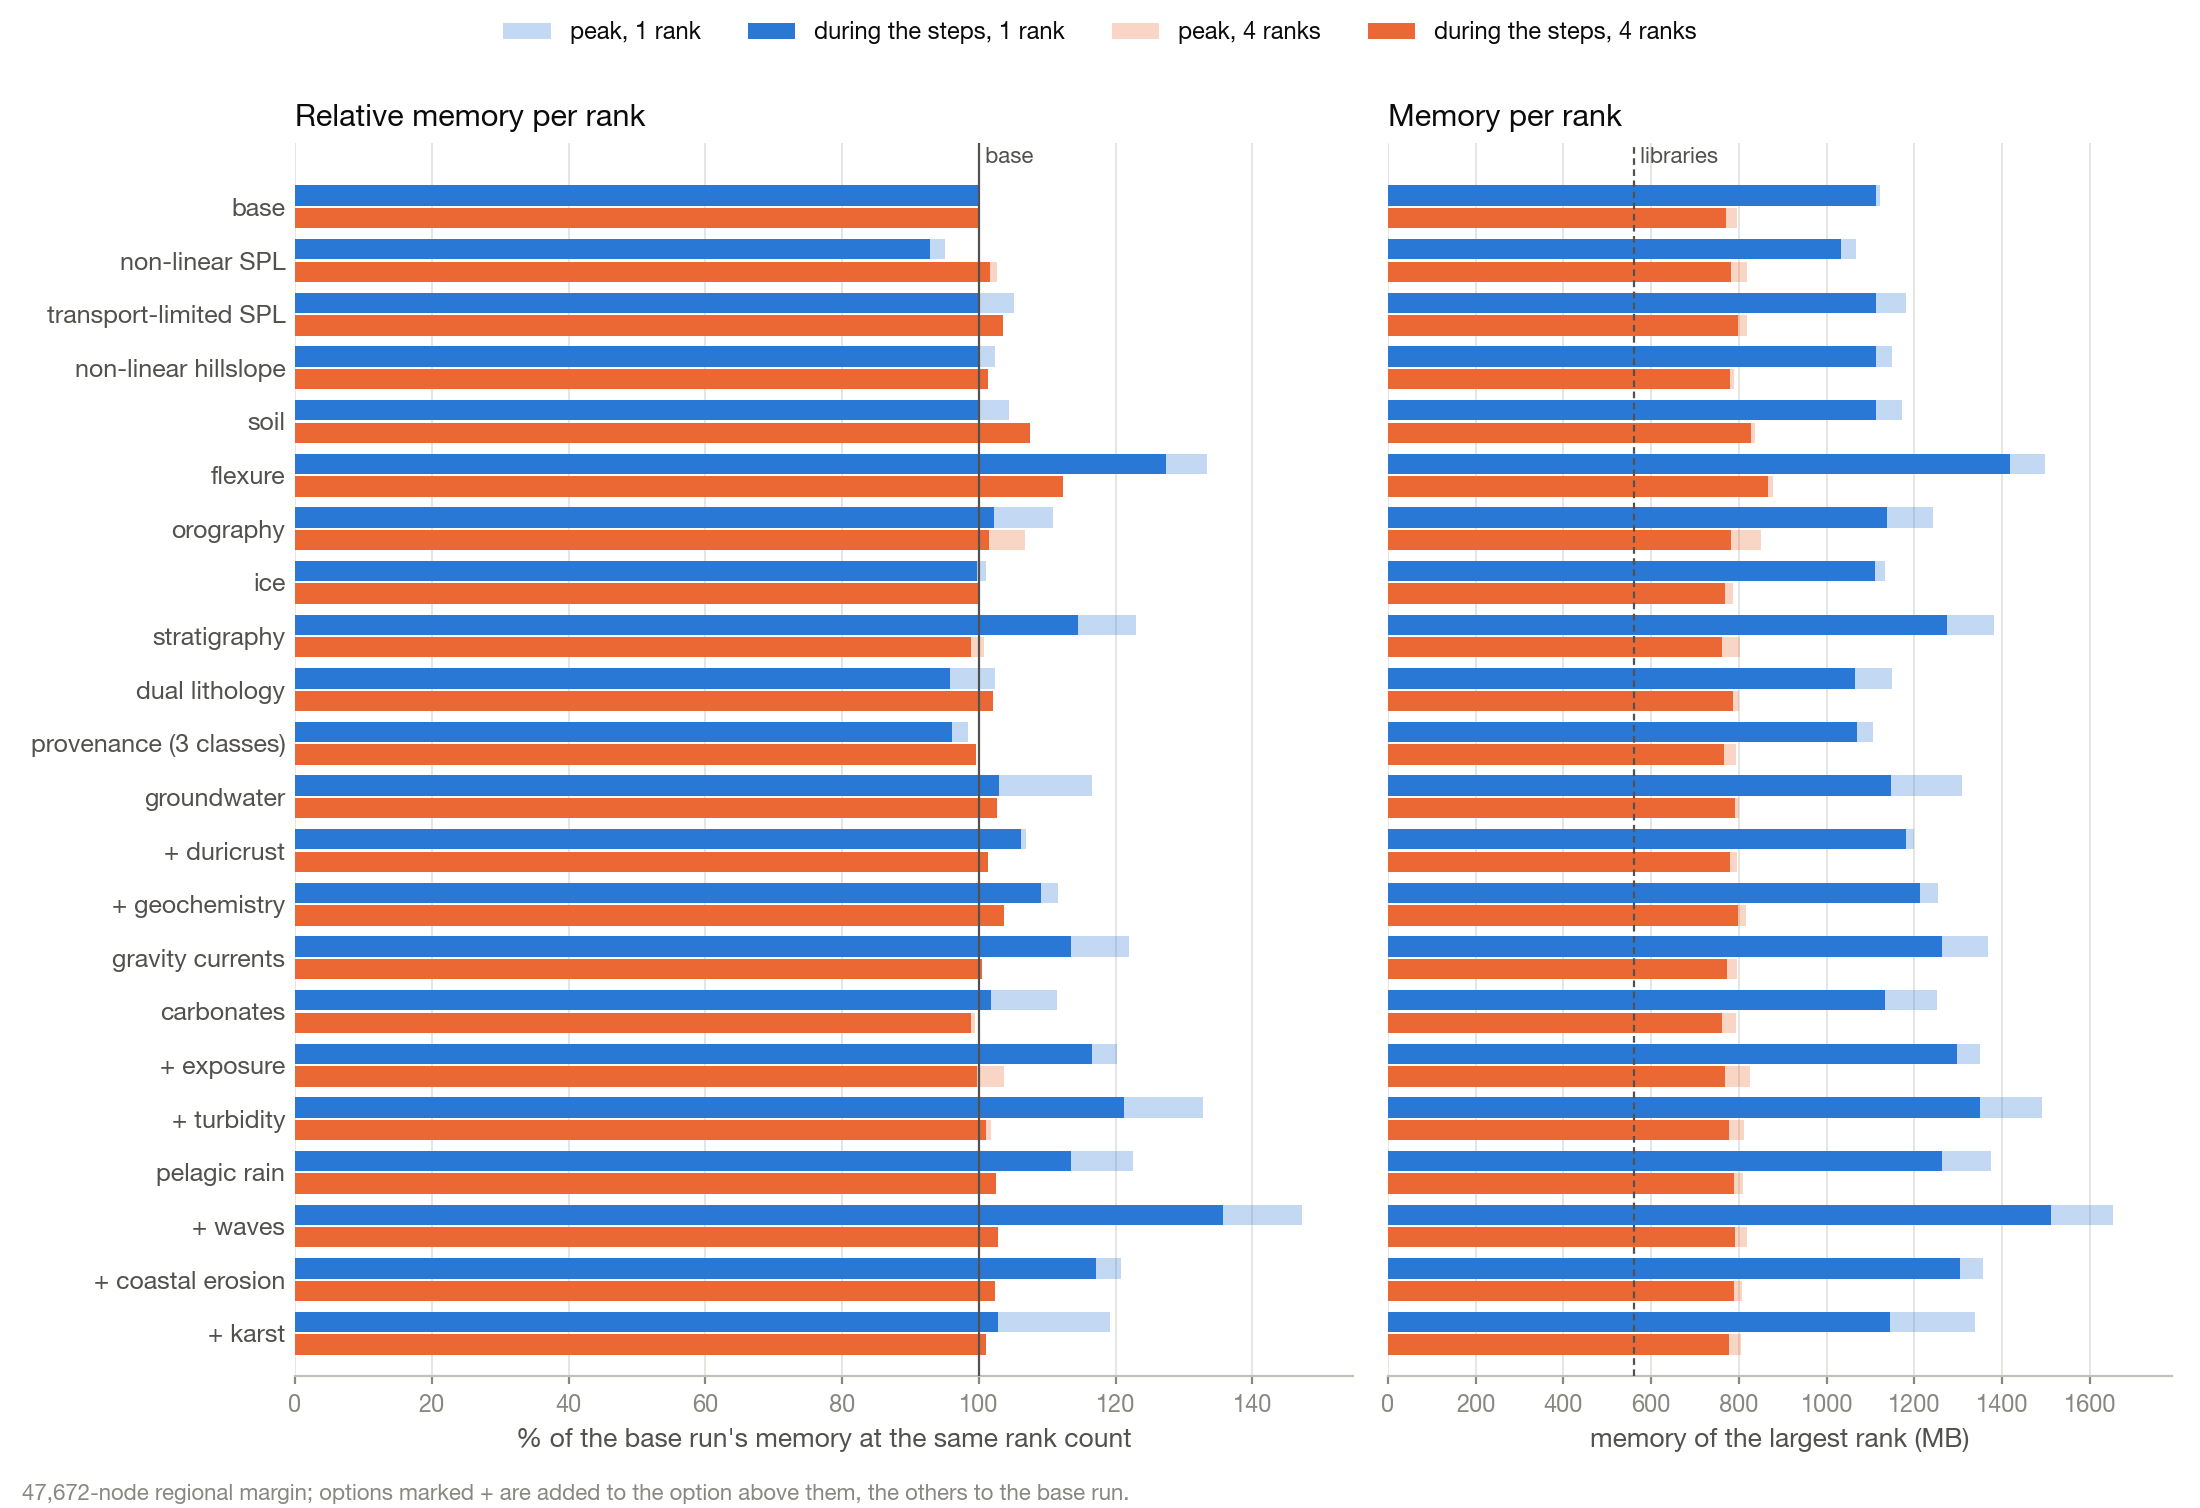 peak, 1 rank during the steps, 1 rank peak, 4 ranks during the steps, 4 ranks
Relative memory per rank
Memory per rank
base
libraries
base
non-linear SPL
transport-limited SPL
non-linear hillslope
soil
flexure
orography
ice
stratigraphy
dual lithology
provenance (3 classes)
groundwater
+ duricrust
+ geochemistry
gravity currents
carbonates
+ exposure
+ turbidity
pelagic rain
+ waves
+ coastal erosion
+ karst
0 20 40 60 80 100 120 140
0 200 400 600 800 1000 1200 1400 1600
% of the base run's memory at the same rank count
memory of the largest rank (MB)
47,672-node regional margin; options marked + are added to the option above them, the others to the base run.